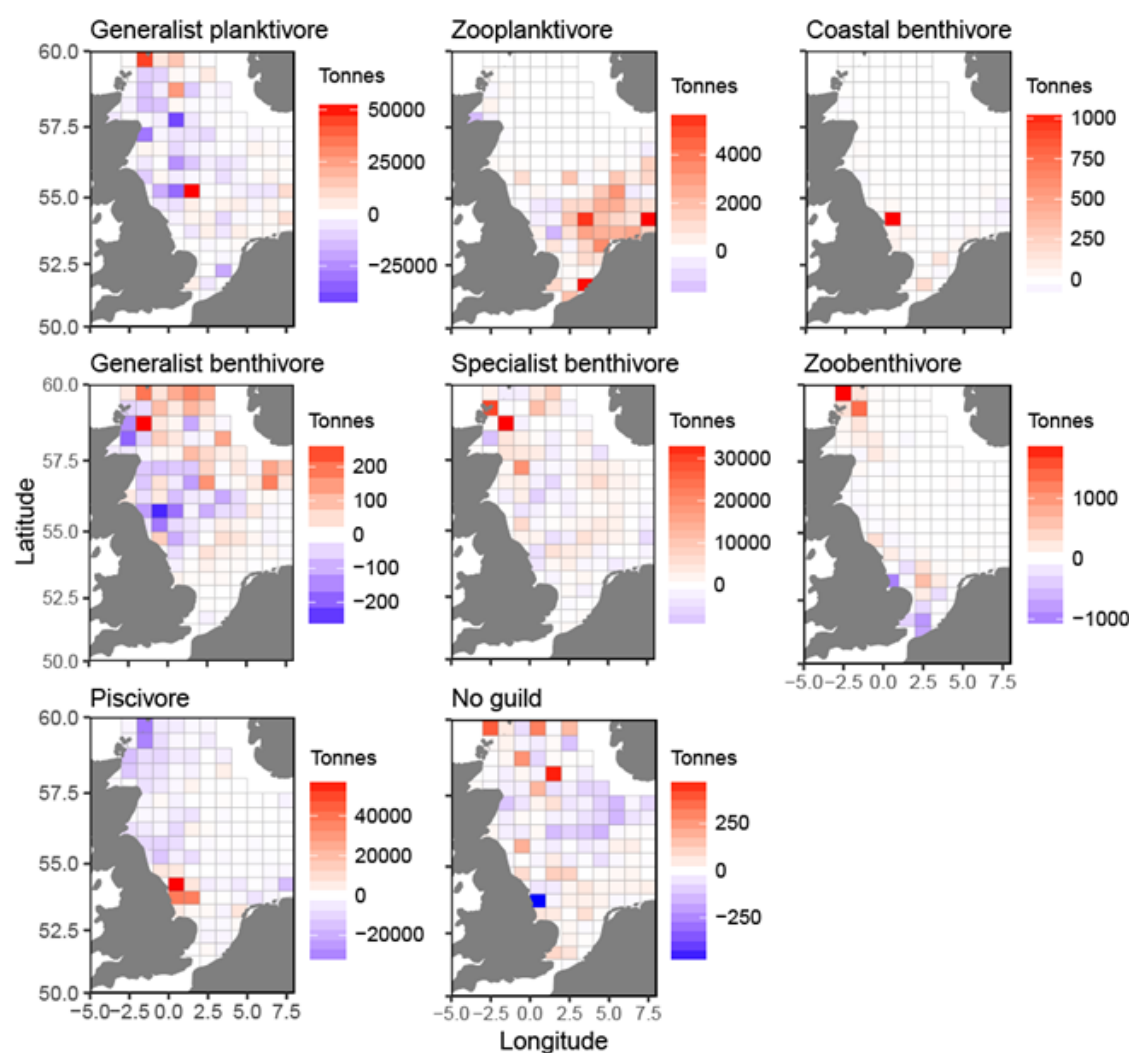 Generalist planktivore
60.0
57.5
55.0
52.5
50.0
Tonnes
50000
25000
0
−25000
Zooplanktivore
Tonnes
4000
2000
0
Coastal benthivore
Tonnes
1000
750
500
250
0
Latitude
Generalist benthivore
60.0
57.5
55.0
52.5
50.0
Tonnes
200
100
0
−100
−200
Specialist benthivore
Tonnes
30000
20000
10000
0
Zoobenthivore
Tonnes
1000
0
−1000
−5.0 −2.5 0.0 2.5 5.0 7.5
Piscivore
60.0
57.5
55.0
52.5
50.0
Tonnes
40000
20000
0
−20000
−5.0 −2.5 0.0 2.5 5.0 7.5
No guild
Tonnes
250
0
−250
−5.0 −2.5 0.0 2.5 5.0 7.5
Longitude